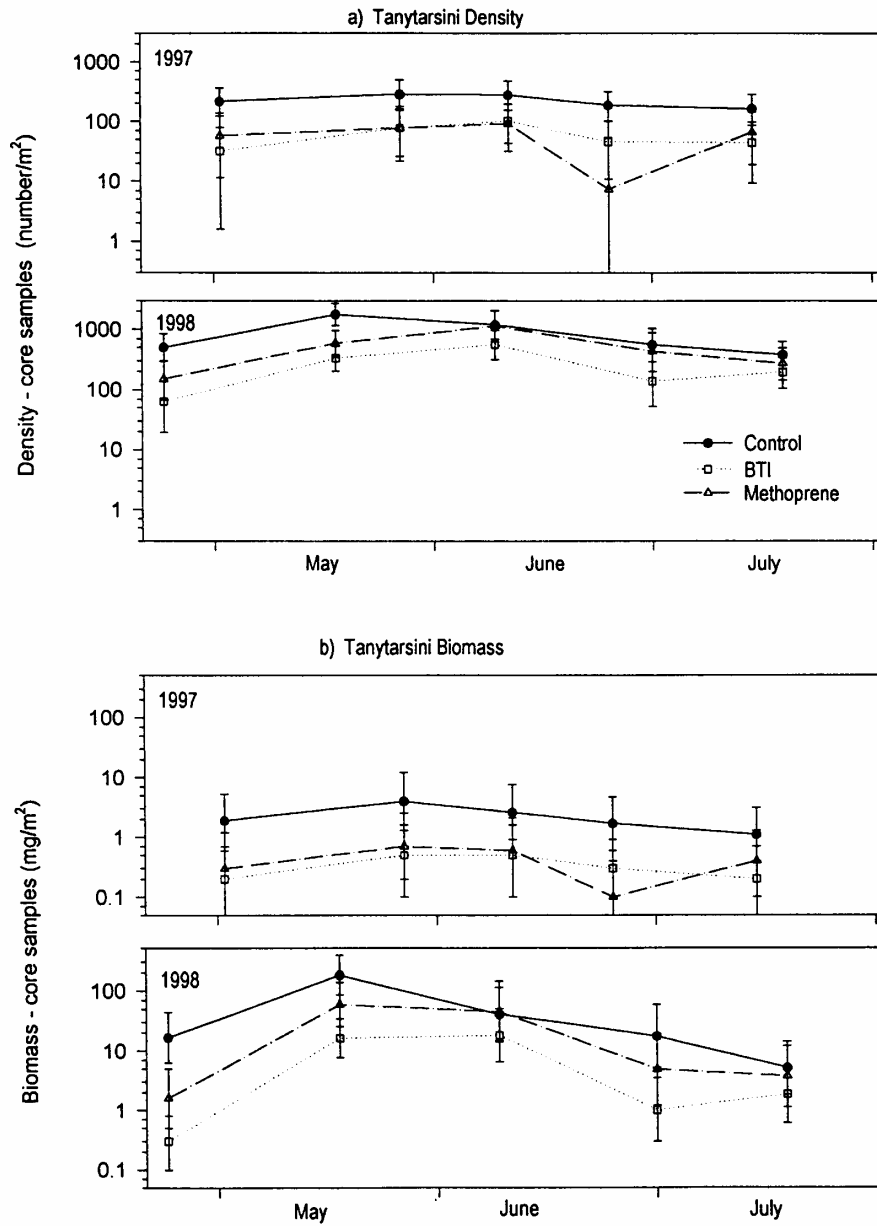 a) Tanytarsini Density
1997
1000
100
10
1
Density - core samples (number/m²)
1998
1000
100
10
1
Control
BTI
Methoprene
May
June
July
b) Tanytarsini Biomass
1997
100
10
1
0.1
Biomass - core samples (mg/m²)
1998
100
10
1
0.1
May
June
July